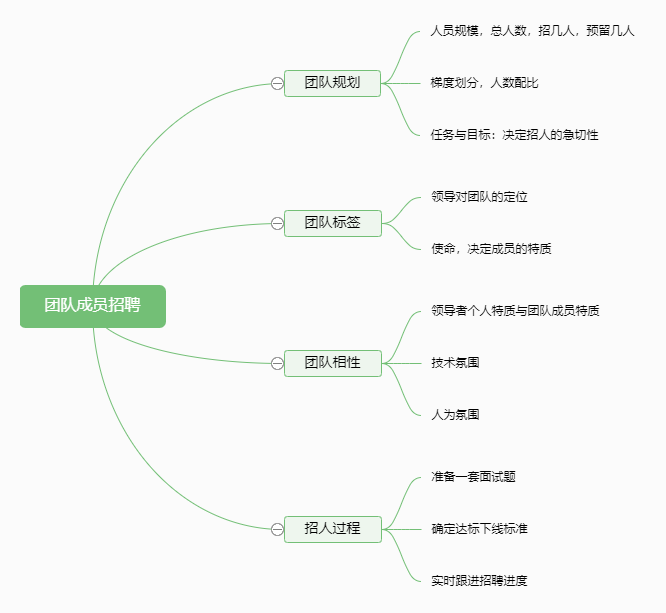 团队成员招聘
团队规划
人员规模，总人数，招几人，预留几人
梯度划分，人数配比
任务与目标：决定招人的急切性
团队标签
领导对团队的定位
使命，决定成员的特质
团队相性
领导者个人特质与团队成员特质
技术氛围
人为氛围
招人过程
准备一套面试题
确定达标下线标准
实时跟进招聘进度